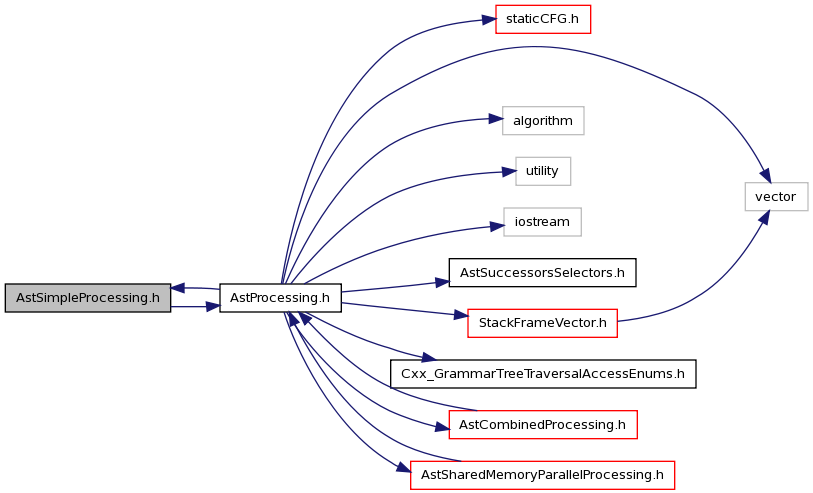 staticCFG.h
algorithm
utility
vector
iostream
AstSuccessorsSelectors.h
AstSimpleProcessing.h
AstProcessing.h
StackFrameVector.h
Cxx_GrammarTreeTraversalAccessEnums.h
AstCombinedProcessing.h
AstSharedMemoryParallelProcessing.h